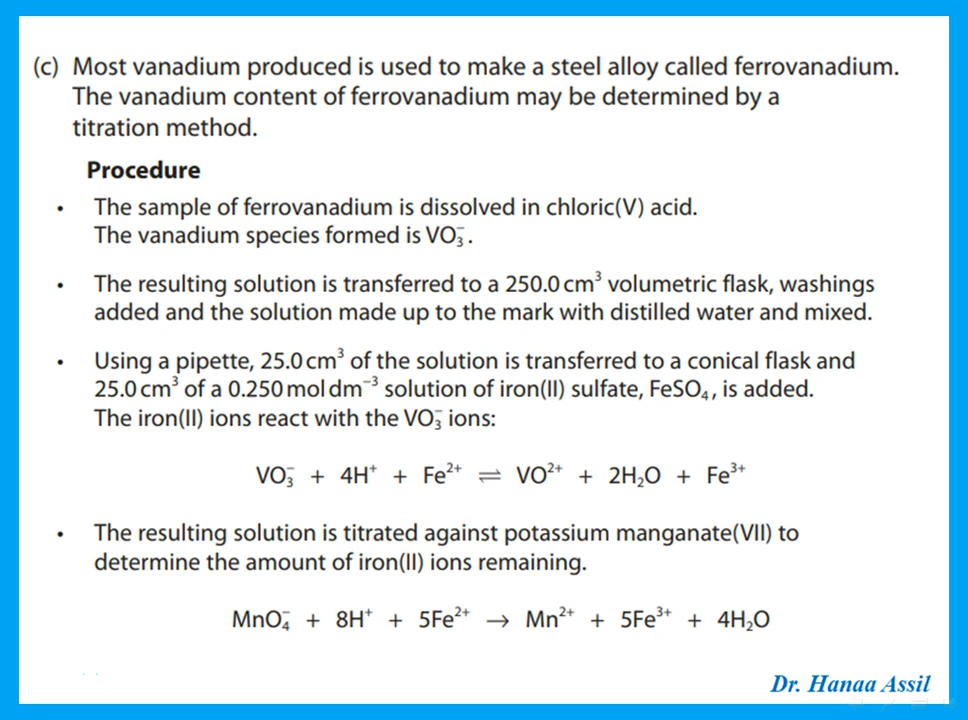 (c) Most vanadium produced is used to make a steel alloy called ferrovanadium.
The vanadium content of ferrovanadium may be determined by a
titration method.
Procedure
• The sample of ferrovanadium is dissolved in chloric(V) acid.
The vanadium species formed is VO₃⁻.
• The resulting solution is transferred to a 250.0 cm³ volumetric flask, washings
added and the solution made up to the mark with distilled water and mixed.
• Using a pipette, 25.0 cm³ of the solution is transferred to a conical flask and
25.0 cm³ of a 0.250 mol dm⁻³ solution of iron(II) sulfate, FeSO₄, is added.
The iron(II) ions react with the VO₃⁻ ions:
VO₃⁻ + 4H⁺ + Fe²⁺ ⇌ VO²⁺ + 2H₂O + Fe³⁺
• The resulting solution is titrated against potassium manganate(VII) to
determine the amount of iron(II) ions remaining.
MnO₄⁻ + 8H⁺ + 5Fe²⁺ → Mn²⁺ + 5Fe³⁺ + 4H₂O
Dr. Hanaa Assil